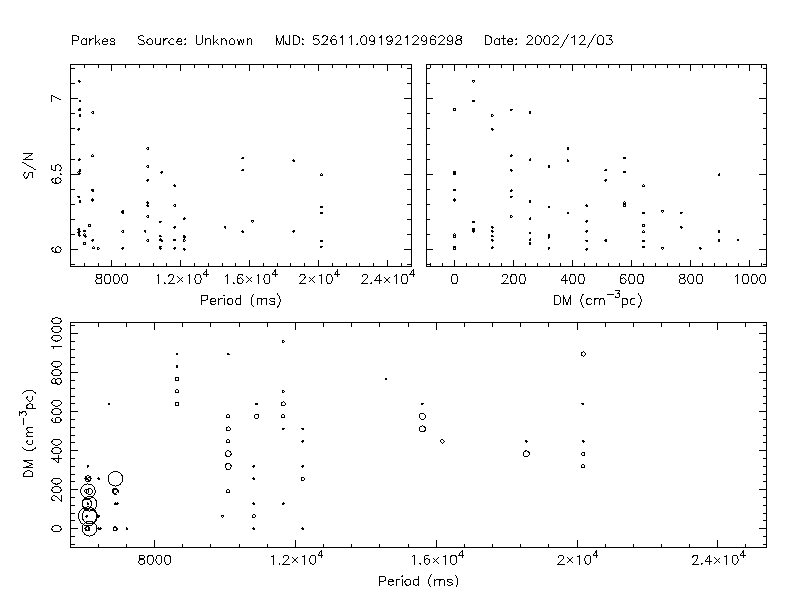 Parkes Source: Unknown MJD: 52611.091921296298 Date: 2002/12/03
S/N
7
6.5
6
8000 1.2×10⁴ 1.6×10⁴ 2×10⁴ 2.4×10⁴
Period (ms)
0 200 400 600 800 1000
DM (cm⁻³pc)
DM (cm⁻³pc)
1000
800
600
400
200
0
8000 1.2×10⁴ 1.6×10⁴ 2×10⁴ 2.4×10⁴
Period (ms)